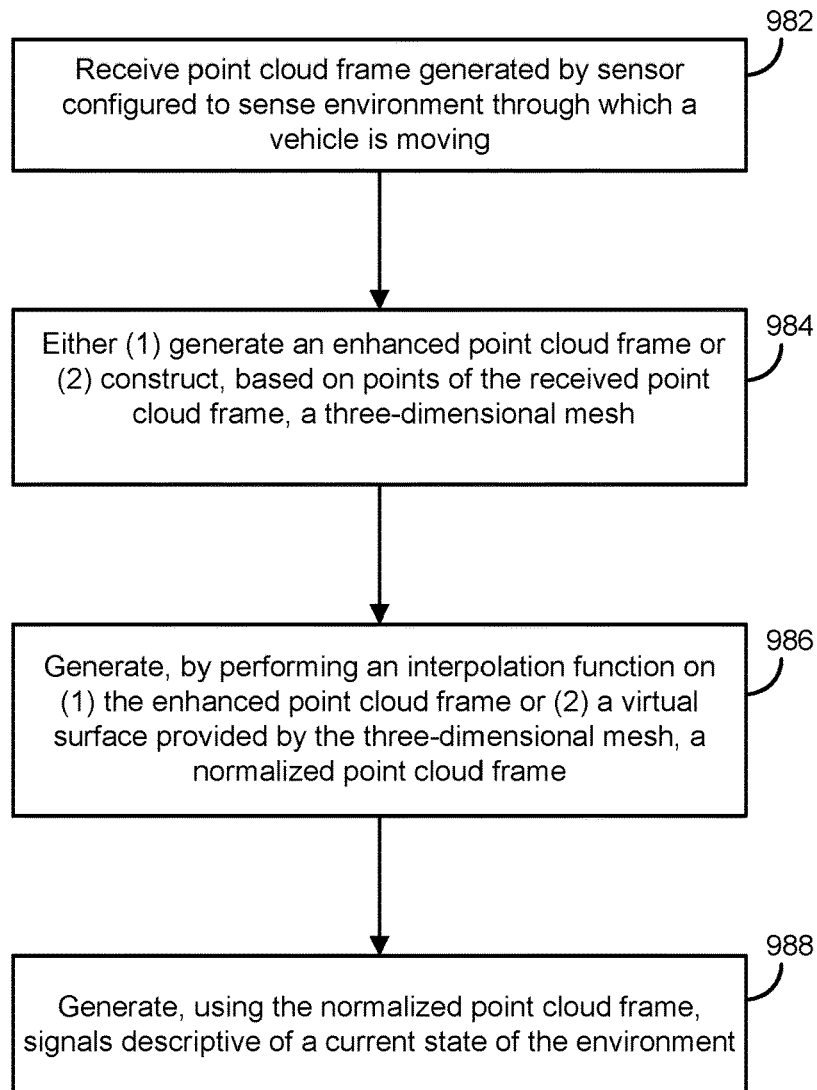 982
Receive point cloud frame generated by sensor
configured to sense environment through which a
vehicle is moving
984
Either (1) generate an enhanced point cloud frame or
(2) construct, based on points of the received point
cloud frame, a three-dimensional mesh
986
Generate, by performing an interpolation function on
(1) the enhanced point cloud frame or (2) a virtual
surface provided by the three-dimensional mesh, a
normalized point cloud frame
988
Generate, using the normalized point cloud frame,
signals descriptive of a current state of the environment